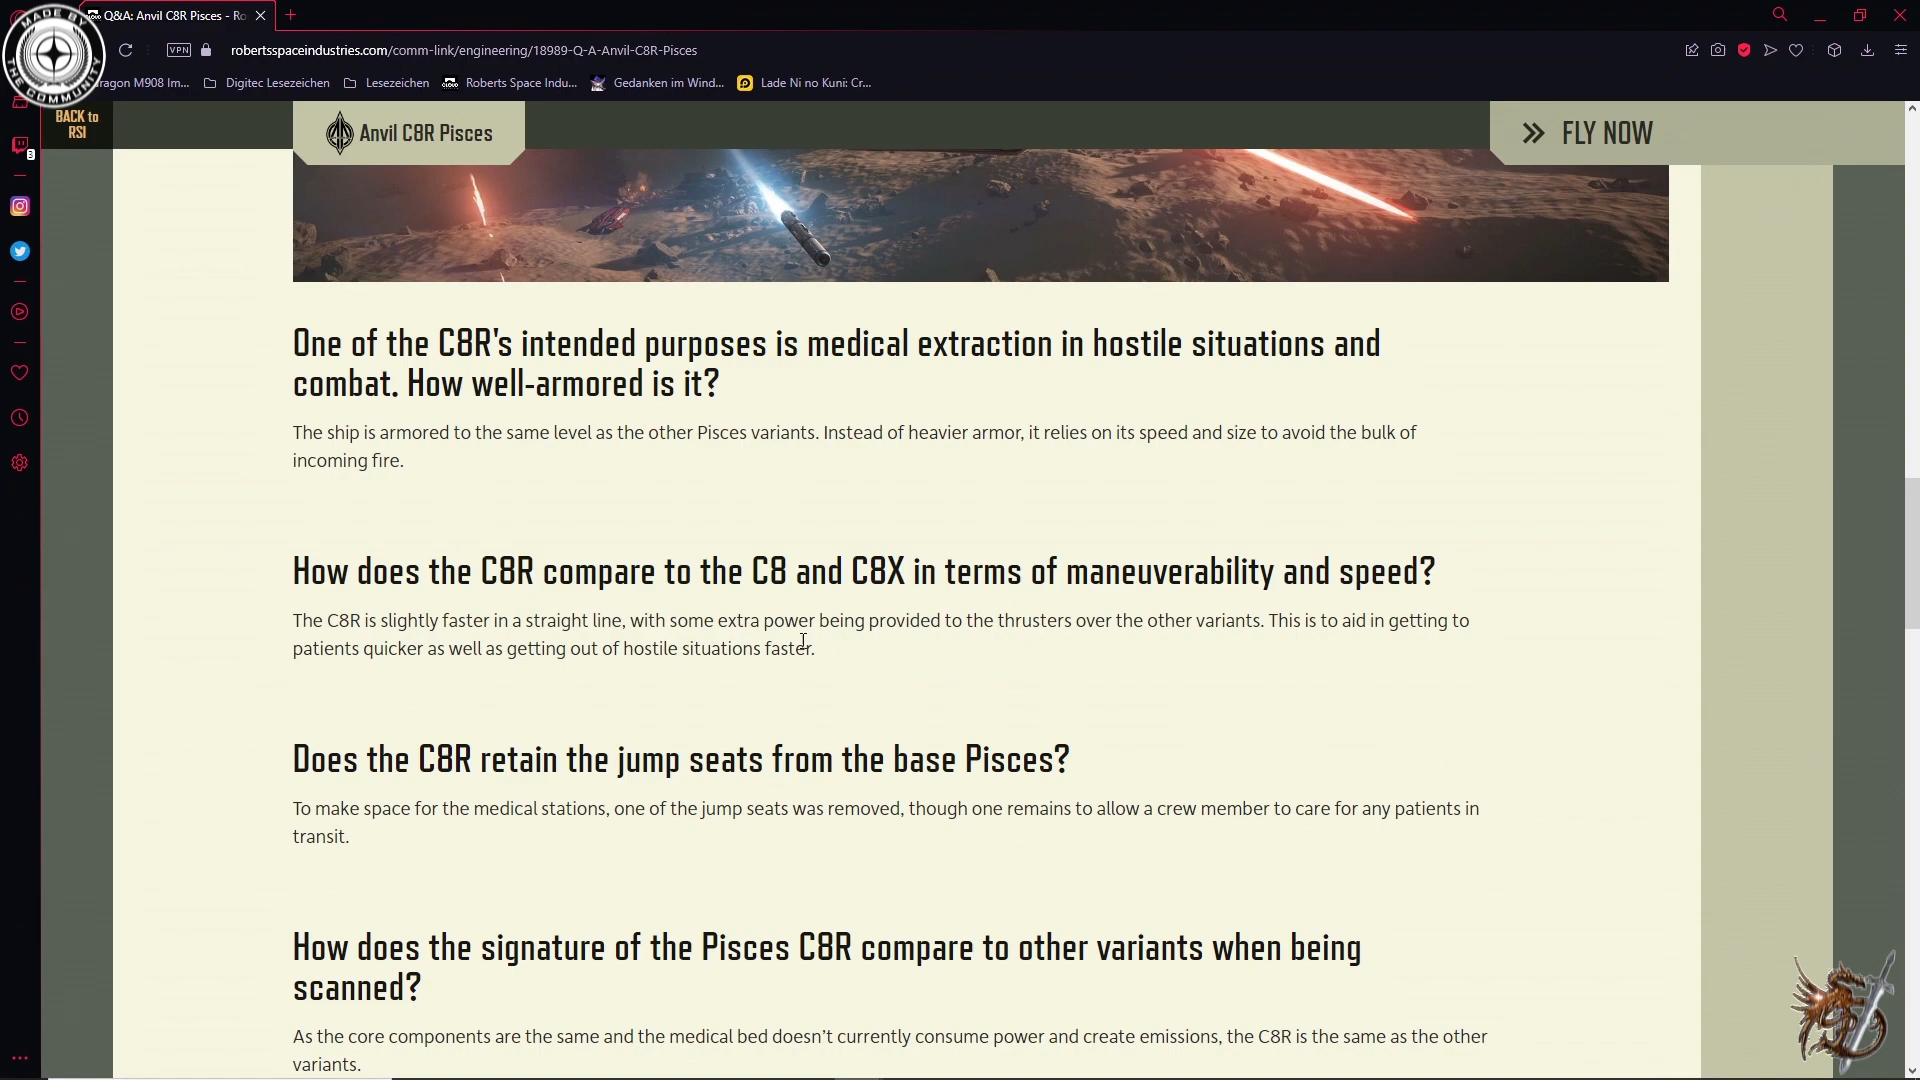 Q&A: Anvil C8R Pisces - Ro
MADE BY
THE COMMUNITY
VPN
robertsspaceindustries.com/comm-link/engineering/18989-Q-A-Anvil-C8R-Pisces
ragon M908 Im...
Digitec Lesezeichen
Lesezeichen
Roberts Space Indu...
Gedanken im Wind...
Lade Ni no Kuni: Cr...
BACK to
RSI
Anvil C8R Pisces
FLY NOW
3
One of the C8R's intended purposes is medical extraction in hostile situations and
combat. How well-armored is it?
The ship is armored to the same level as the other Pisces variants. Instead of heavier armor, it relies on its speed and size to avoid the bulk of
incoming fire.
How does the C8R compare to the C8 and C8X in terms of maneuverability and speed?
The C8R is slightly faster in a straight line, with some extra power being provided to the thrusters over the other variants. This is to aid in getting to
patients quicker as well as getting out of hostile situations faster.
Does the C8R retain the jump seats from the base Pisces?
To make space for the medical stations, one of the jump seats was removed, though one remains to allow a crew member to care for any patients in
transit.
How does the signature of the Pisces C8R compare to other variants when being
scanned?
As the core components are the same and the medical bed doesn't currently consume power and create emissions, the C8R is the same as the other
variants.